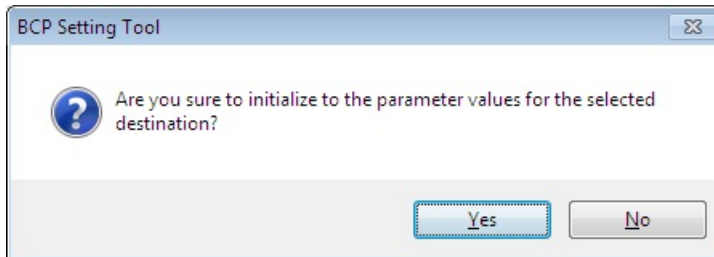 BCP Setting Tool
Are you sure to initialize to the parameter values for the selected
destination?
Yes
No